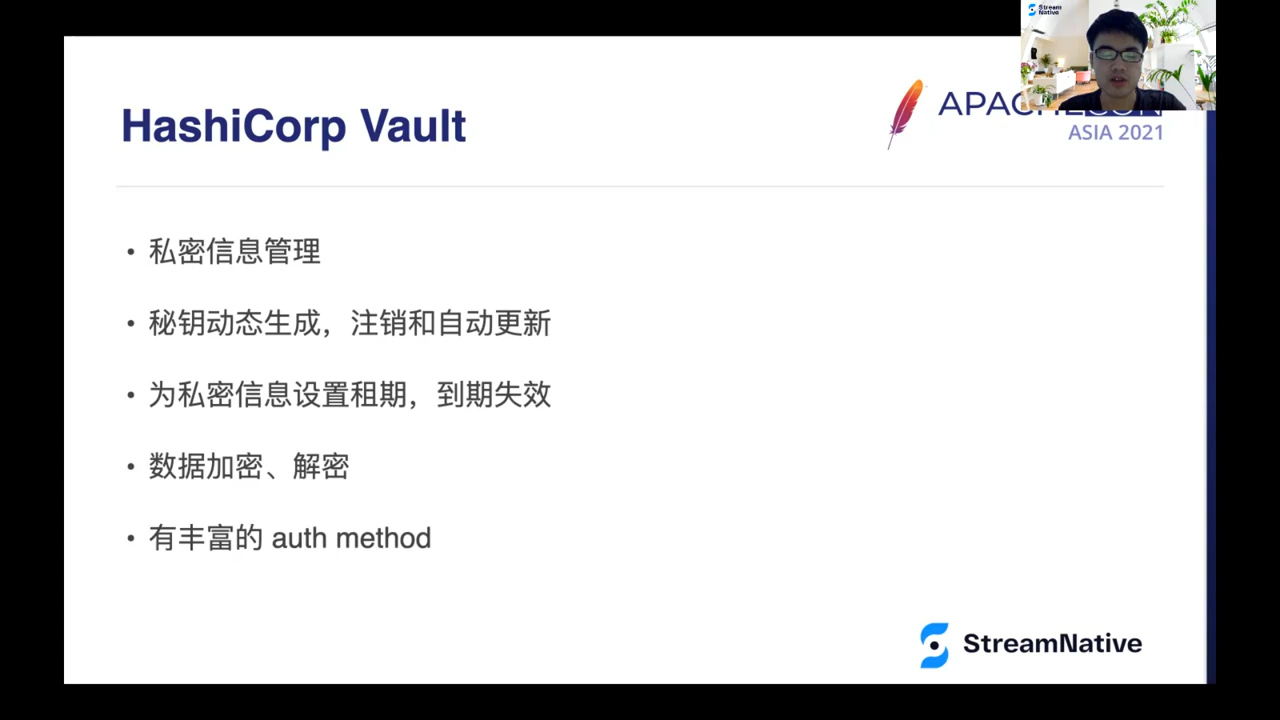 Stream
Native
HashiCorp Vault
ASIA 2021
• 私密信息管理
• 秘钥动态生成，注销和自动更新
• 为私密信息设置租期，到期失效
• 数据加密、解密
• 有丰富的 auth method
StreamNative